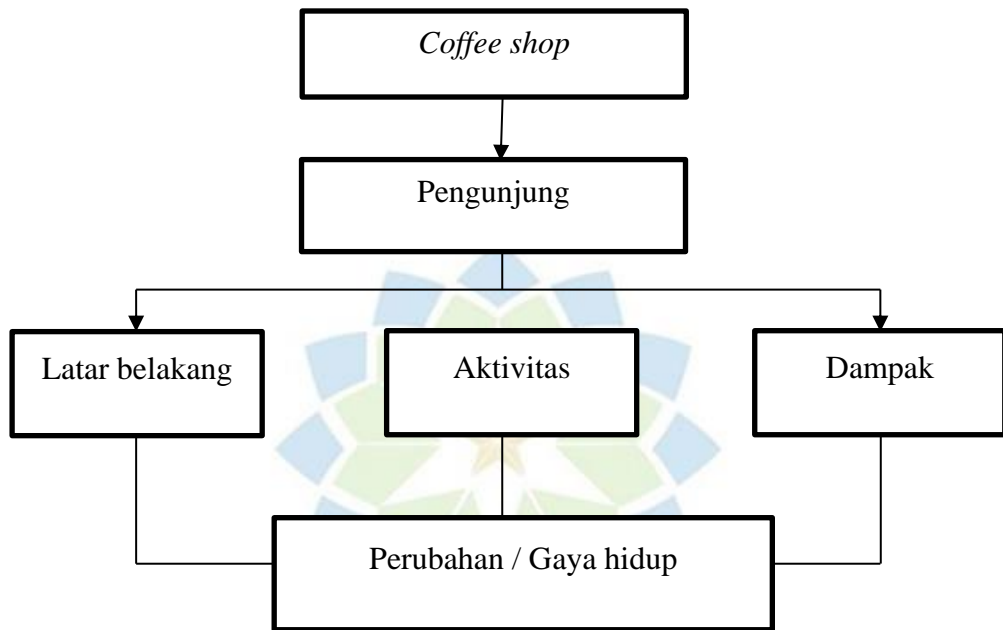 Coffee shop
Pengunjung
Latar belakang
Aktivitas
Dampak
Perubahan / Gaya hidup